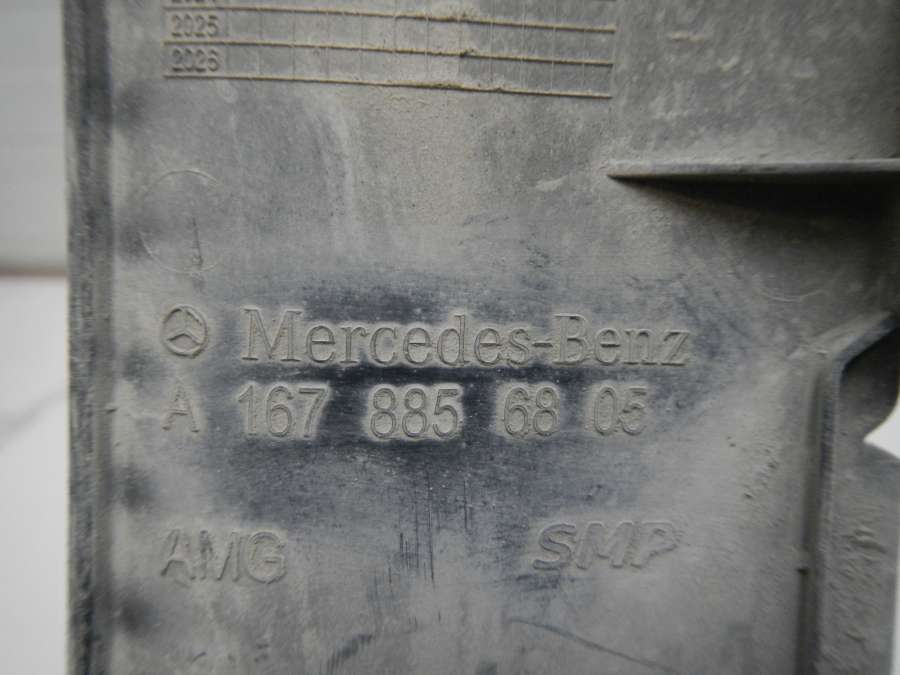 2025
2026
Mercedes-Benz
A 167 885 68 05
AMG SMP